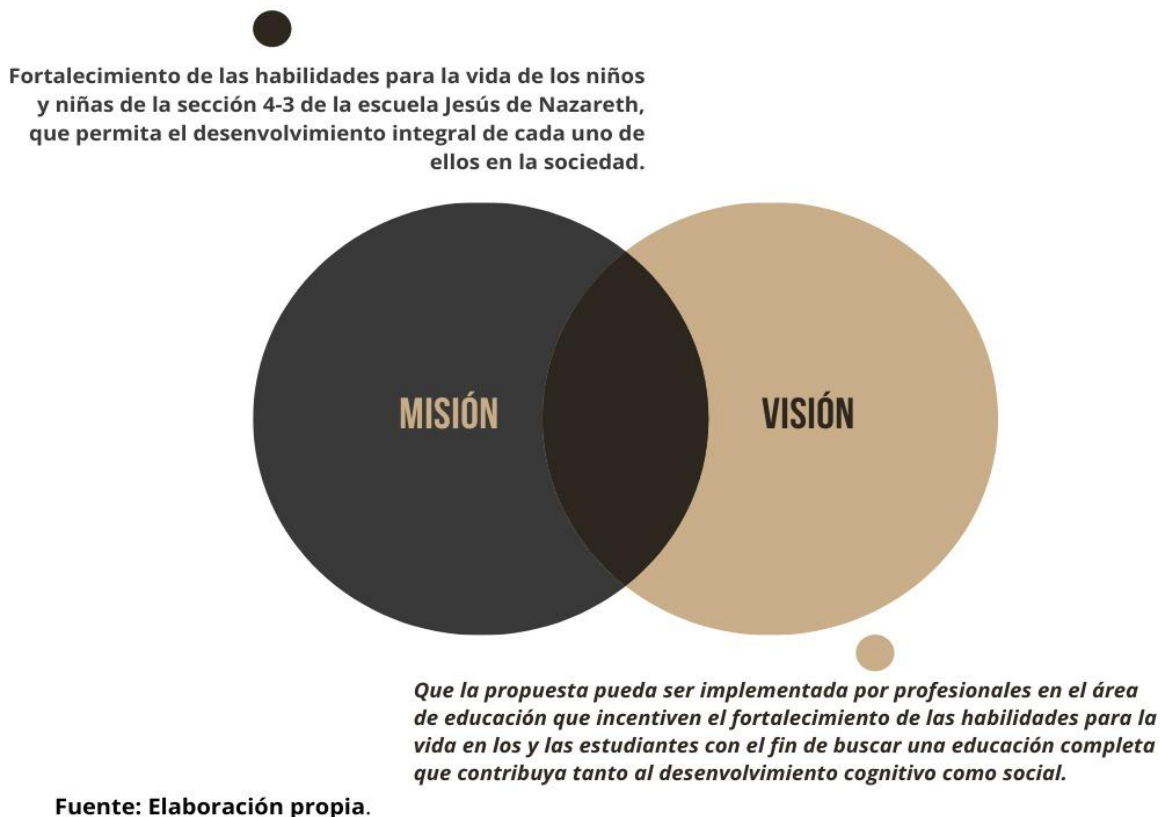 Fortalecimiento de las habilidades para la vida de los niños
y niñas de la sección 4-3 de la escuela Jesús de Nazareth,
que permita el desenvolvimiento integral de cada uno de
ellos en la sociedad.
MISIÓN
VISIÓN
Que la propuesta pueda ser implementada por profesionales en el área
de educación que incentiven el fortalecimiento de las habilidades para la
vida en los y las estudiantes con el fin de buscar una educación completa
que contribuya tanto al desenvolvimiento cognitivo como social.
Fuente: Elaboración propia.